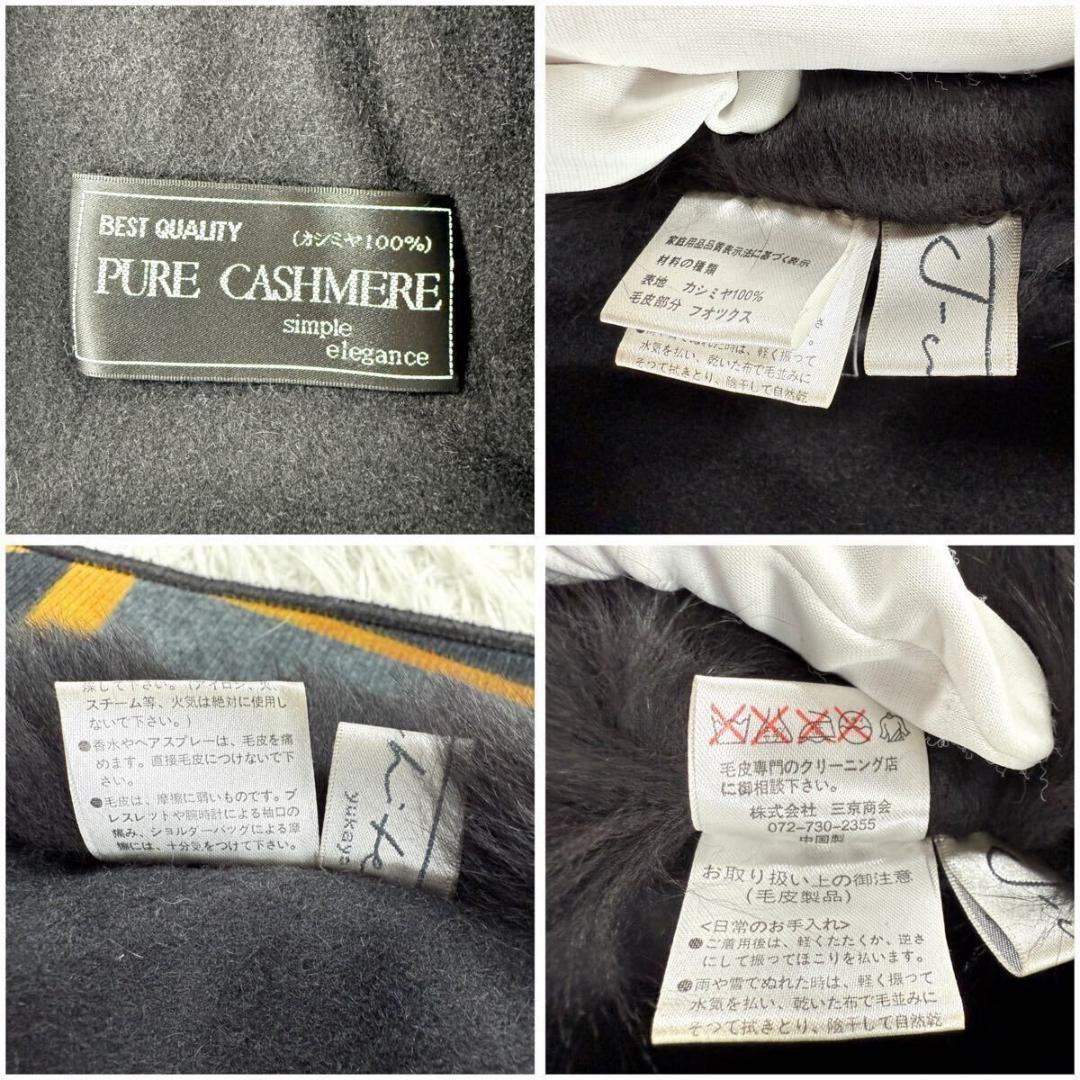 BEST QUALITY (カシミヤ100%)
PURE CASHMERE
simple
elegance
家庭用品品質表示法に基づく表示
材料の種類
表地 カシミヤ100%
毛皮部分 フオツクス
水気を払い、乾いた布で毛並みに
そつて拭きとり、陰干して自然乾
スチーム等、火気は絶対に使用し
ないで下さい。)
●香水やヘアスプレーは、毛皮を痛
めます。直接毛皮につけないで下
さい。
●毛皮は、摩擦に弱いものです。ブ
レスレットや腕時計による袖口の
痛み、ショルダーバッグによる摩
擦には、十分気をつけて下さい。
毛皮専門のクリーニング店
に御相談下さい。
株式会社 三京商会
072-730-2355
中国製
お取り扱い上の御注意
(毛皮製品)
<日常のお手入れ>
●ご着用後は、軽くたたくか、逆さ
にして振ってほこりを払います。
●雨や雪でぬれた時は、軽く振って
水気を払い、乾いた布で毛並みに
そつて拭きとり、陰干して自然乾